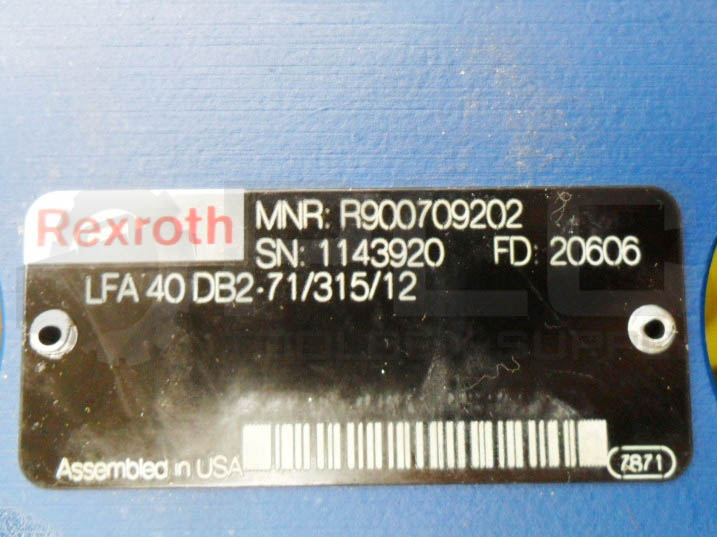 Rexroth
MNR: R900709202
SN: 1143920 FD: 20606
LFA 40 DB2-71/315/12
Assembled in USA
7871